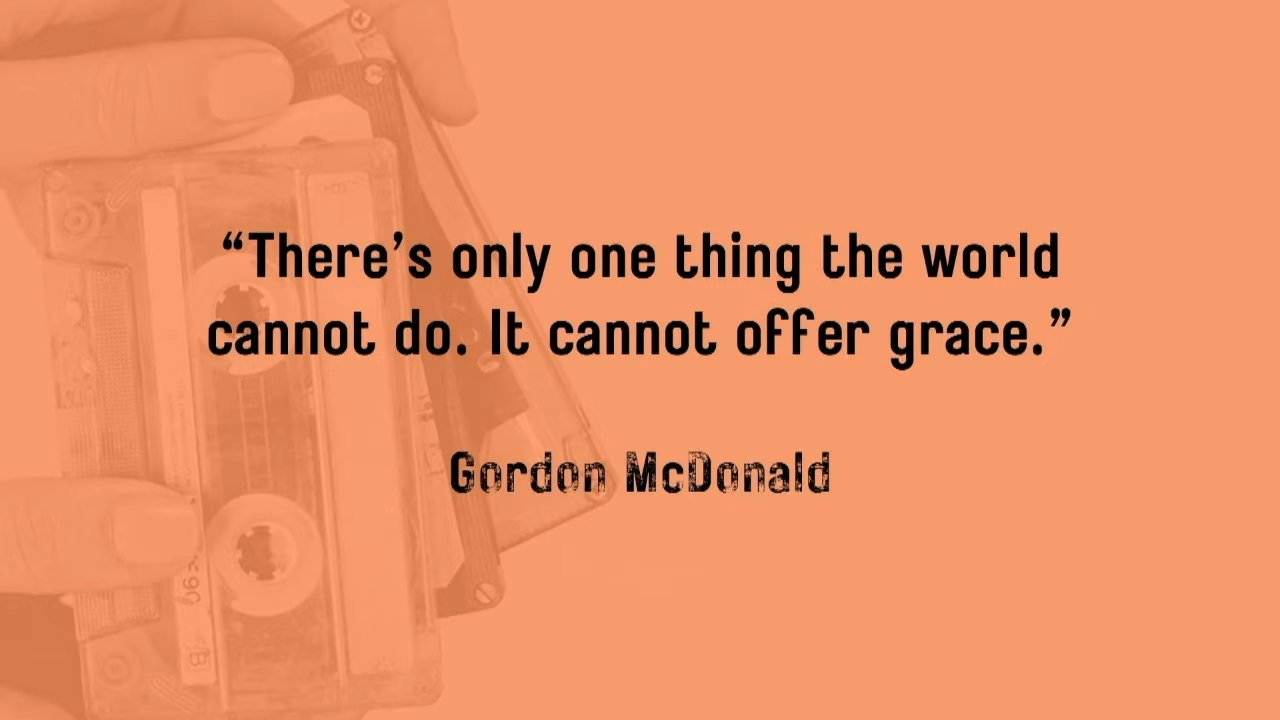 “There’s only one thing the world
cannot do. It cannot offer grace.”
Gordon McDonald
B